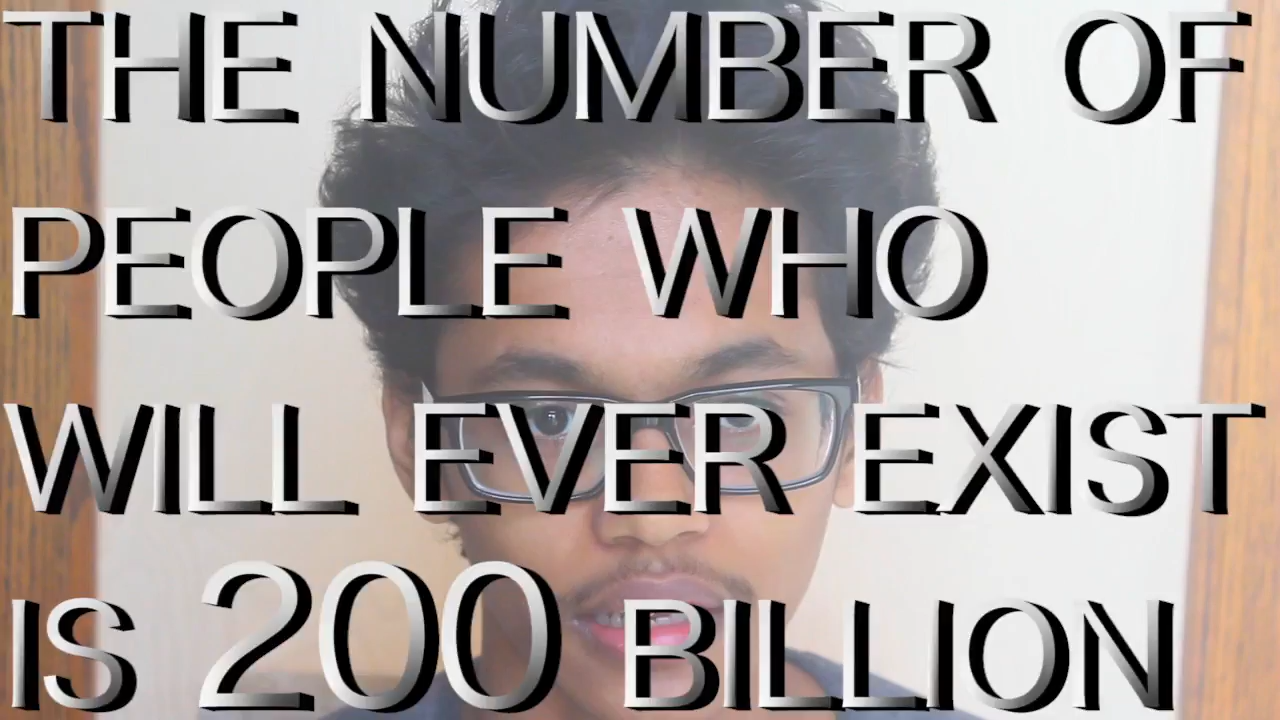 THE NUMBER OF
PEOPLE WHO
WILL EVER EXIST
IS 200 BILLION